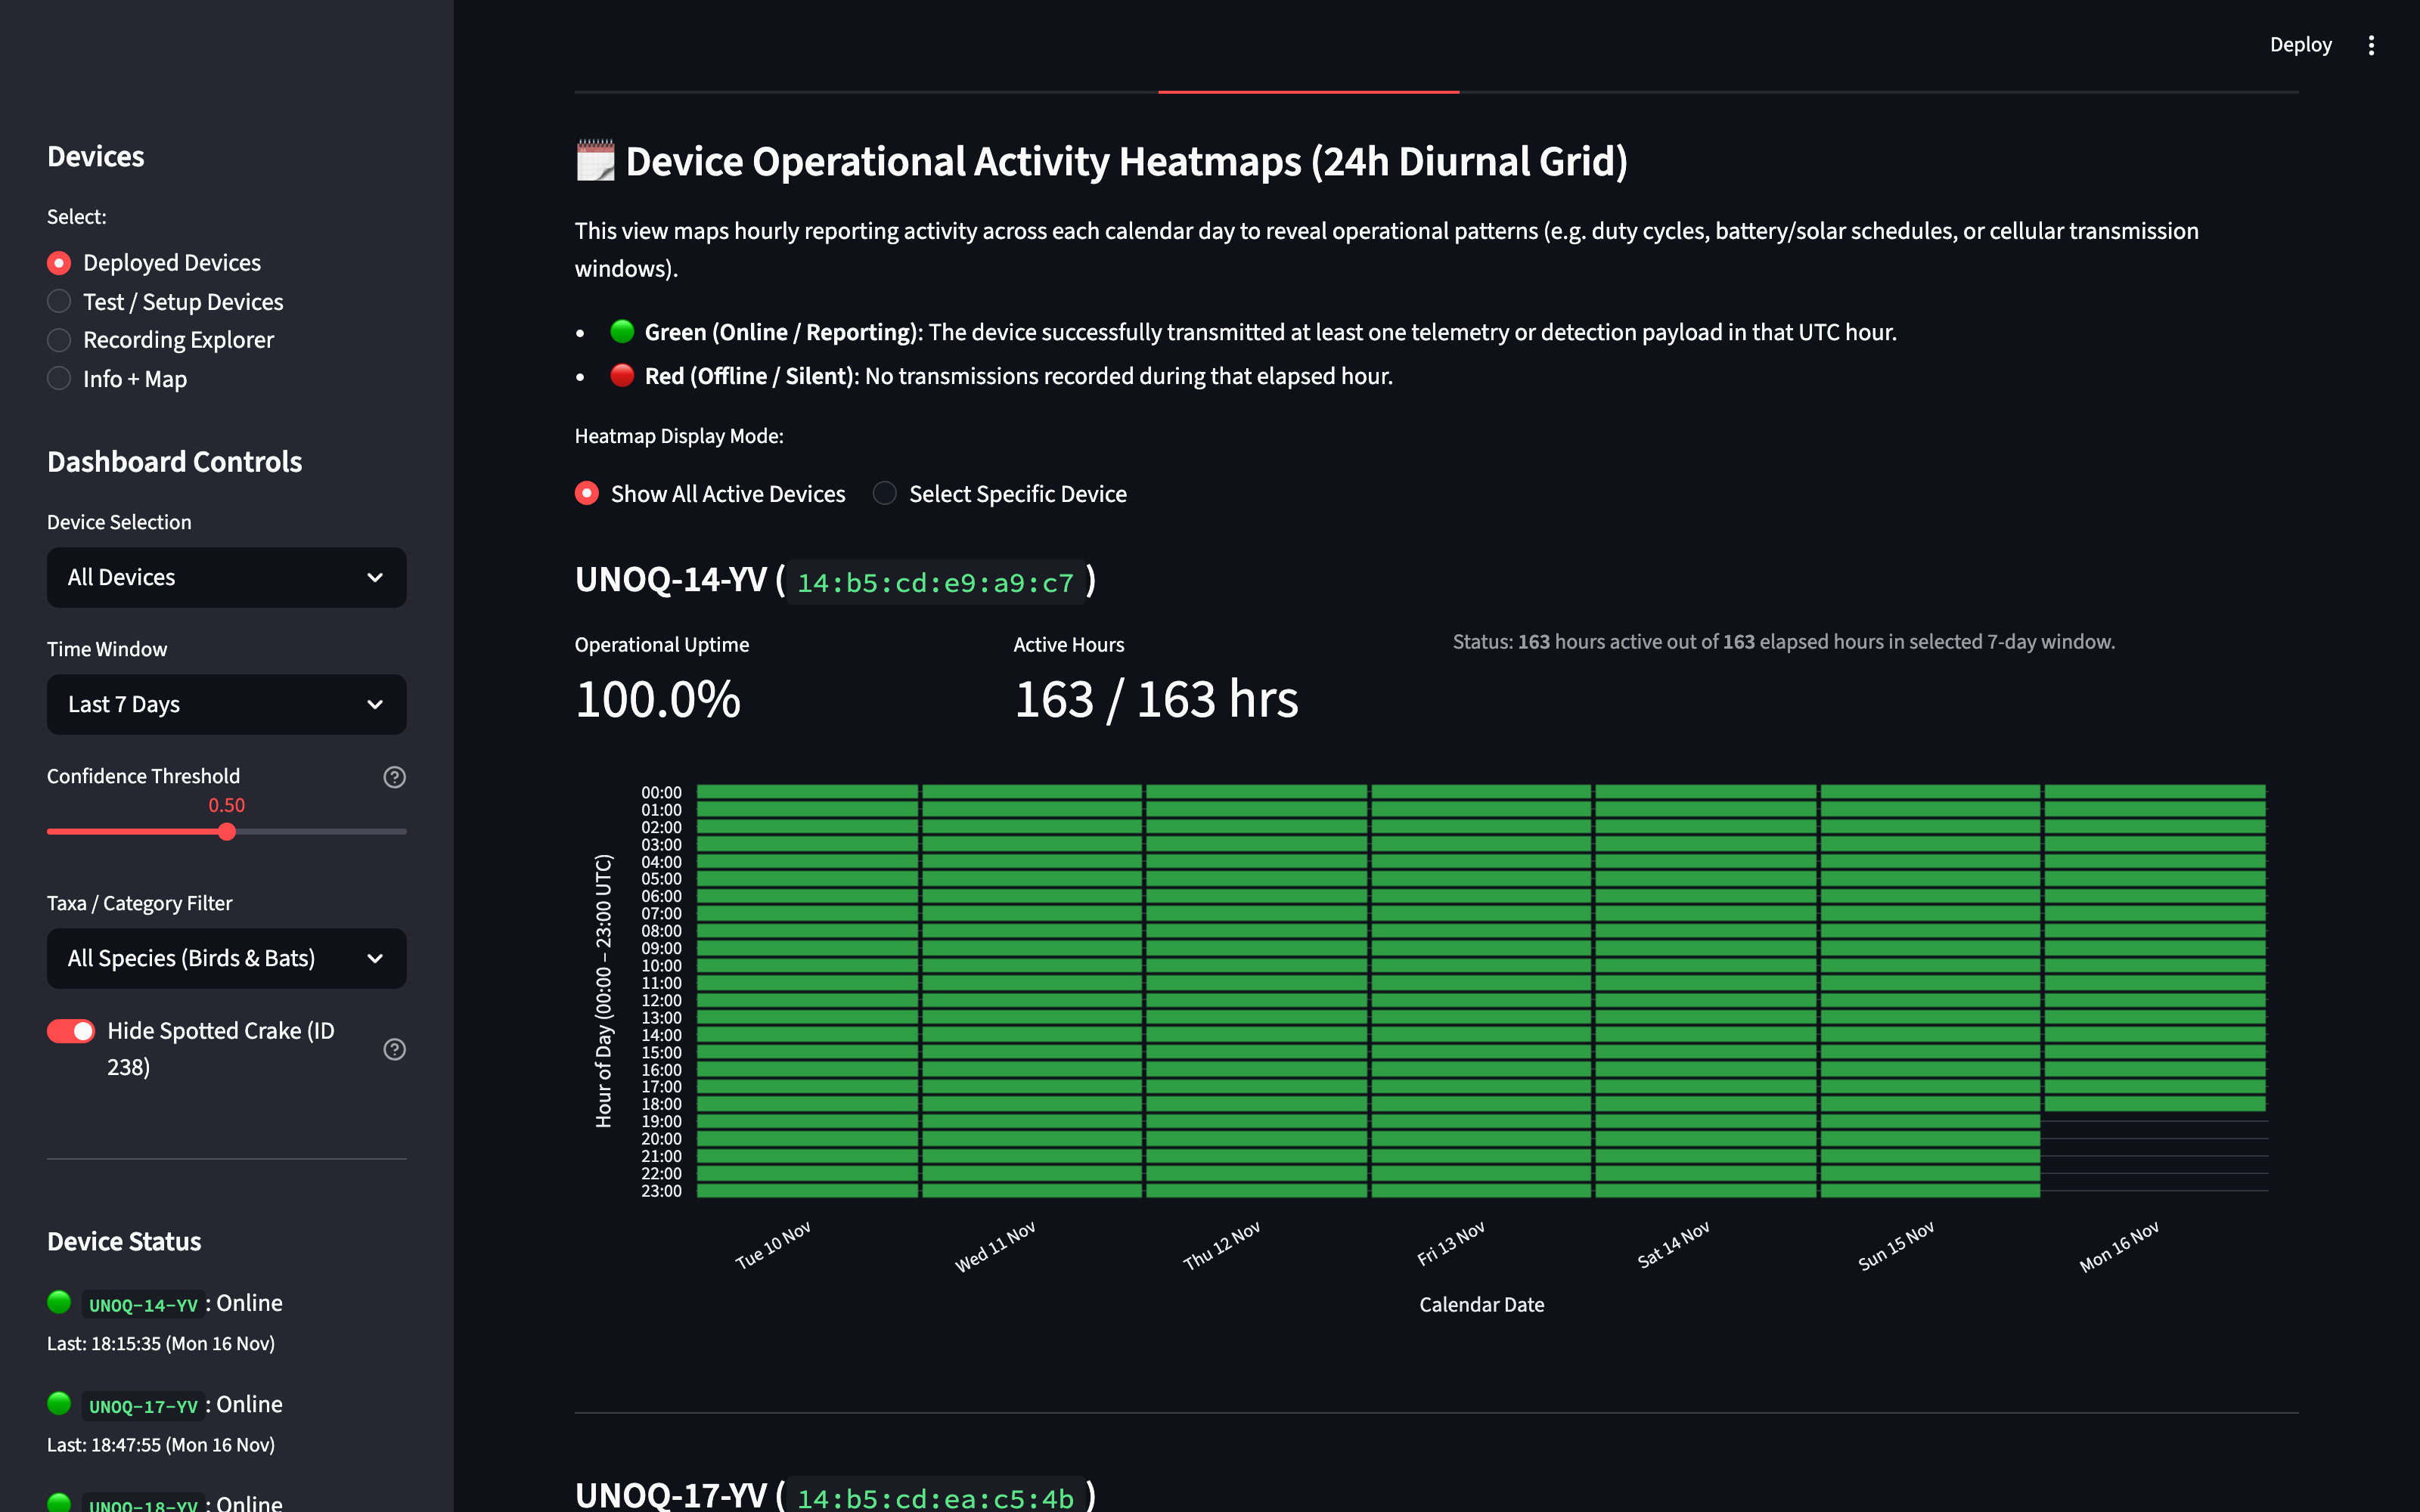 Deploy
Devices
Select:
Deployed Devices
Test / Setup Devices
Recording Explorer
Info + Map
Dashboard Controls
Device Selection
All Devices
Time Window
Last 7 Days
Confidence Threshold
0.50
Taxa / Category Filter
All Species (Birds & Bats)
Hide Spotted Crake (ID
238)
Device Status
UNOQ-14-YV : Online
Last: 18:15:35 (Mon 16 Nov)
UNOQ-17-YV : Online
Last: 18:47:55 (Mon 16 Nov)
UNOQ-18-YV : Online
Device Operational Activity Heatmaps (24h Diurnal Grid)
This view maps hourly reporting activity across each calendar day to reveal operational patterns (e.g. duty cycles, battery/solar schedules, or cellular transmission
windows).
• Green (Online / Reporting): The device successfully transmitted at least one telemetry or detection payload in that UTC hour.
• Red (Offline / Silent): No transmissions recorded during that elapsed hour.
Heatmap Display Mode:
Show All Active Devices Select Specific Device
UNOQ-14-YV ( 14:b5:cd:e9:a9:c7 )
Operational Uptime
100.0%
Active Hours
163 / 163 hrs
Status: 163 hours active out of 163 elapsed hours in selected 7-day window.
Hour of Day (00:00 – 23:00 UTC)
00:00
01:00
02:00
03:00
04:00
05:00
06:00
07:00
08:00
09:00
10:00
11:00
12:00
13:00
14:00
15:00
16:00
17:00
18:00
19:00
20:00
21:00
22:00
23:00
Tue 10 Nov
Wed 11 Nov
Thu 12 Nov
Fri 13 Nov
Sat 14 Nov
Sun 15 Nov
Mon 16 Nov
Calendar Date
UNOQ-17-YV ( 14:b5:cd:ea:c5:4b )